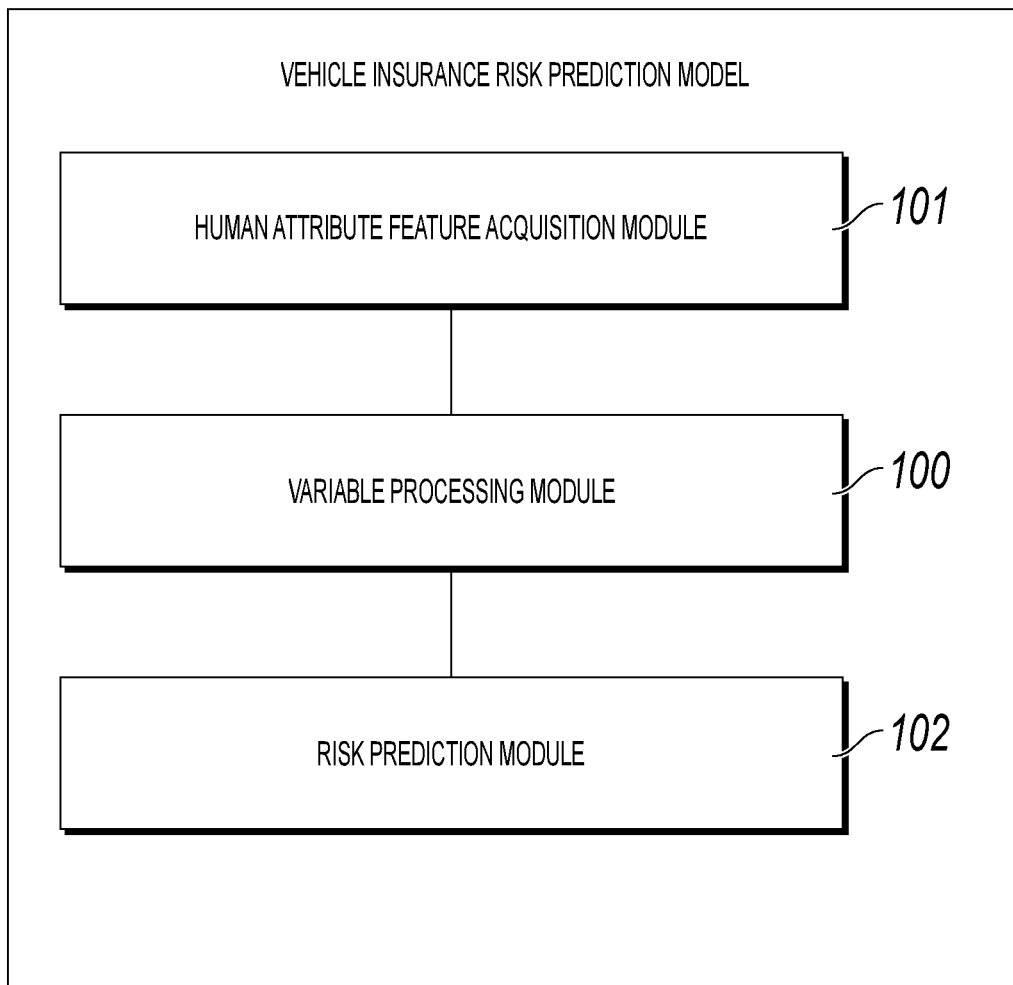 VEHICLE INSURANCE RISK PREDICTION MODEL
HUMAN ATTRIBUTE FEATURE ACQUISITION MODULE
101
VARIABLE PROCESSING MODULE
100
RISK PREDICTION MODULE
102